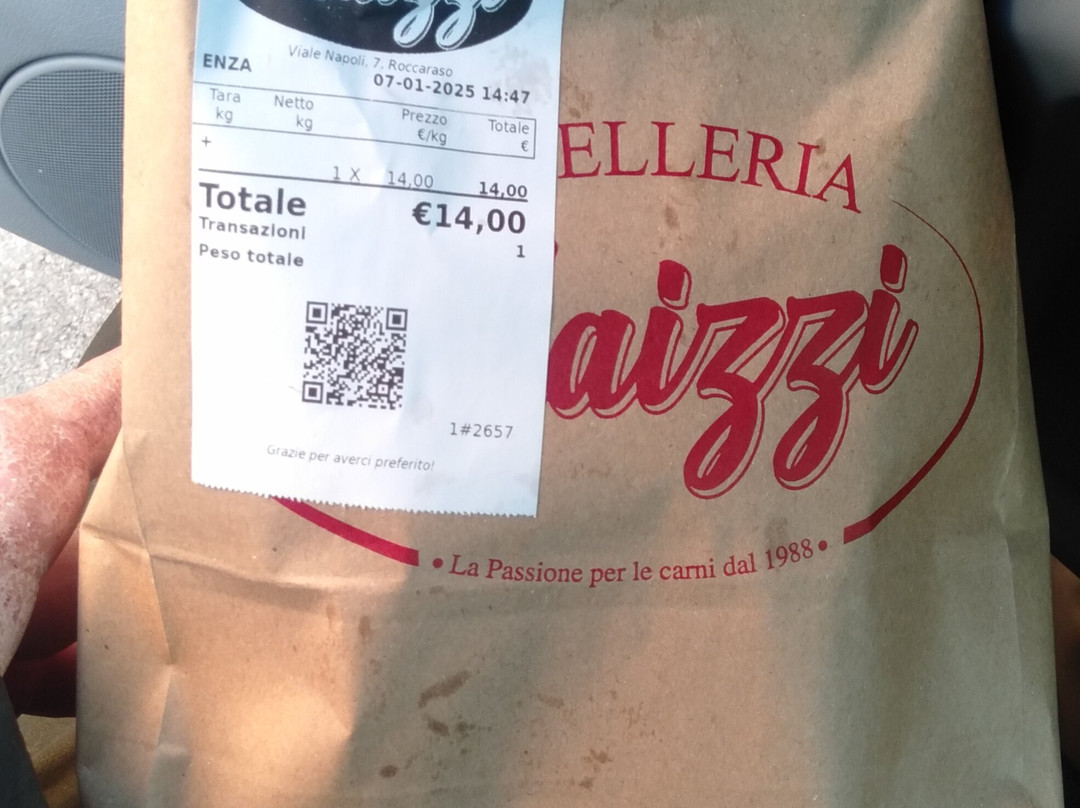 Viale Napoli, 7, Roccaraso
ENZA
07-01-2025 14:47
Tara Netto Prezzo Totale
kg kg €/kg €
+
1 X 14,00 14,00
Totale €14,00
Transazioni 1
Peso totale
1#2657
Grazie per averci preferito!
ELLERIA
aizzi
• La Passione per le carni dal 1988 •